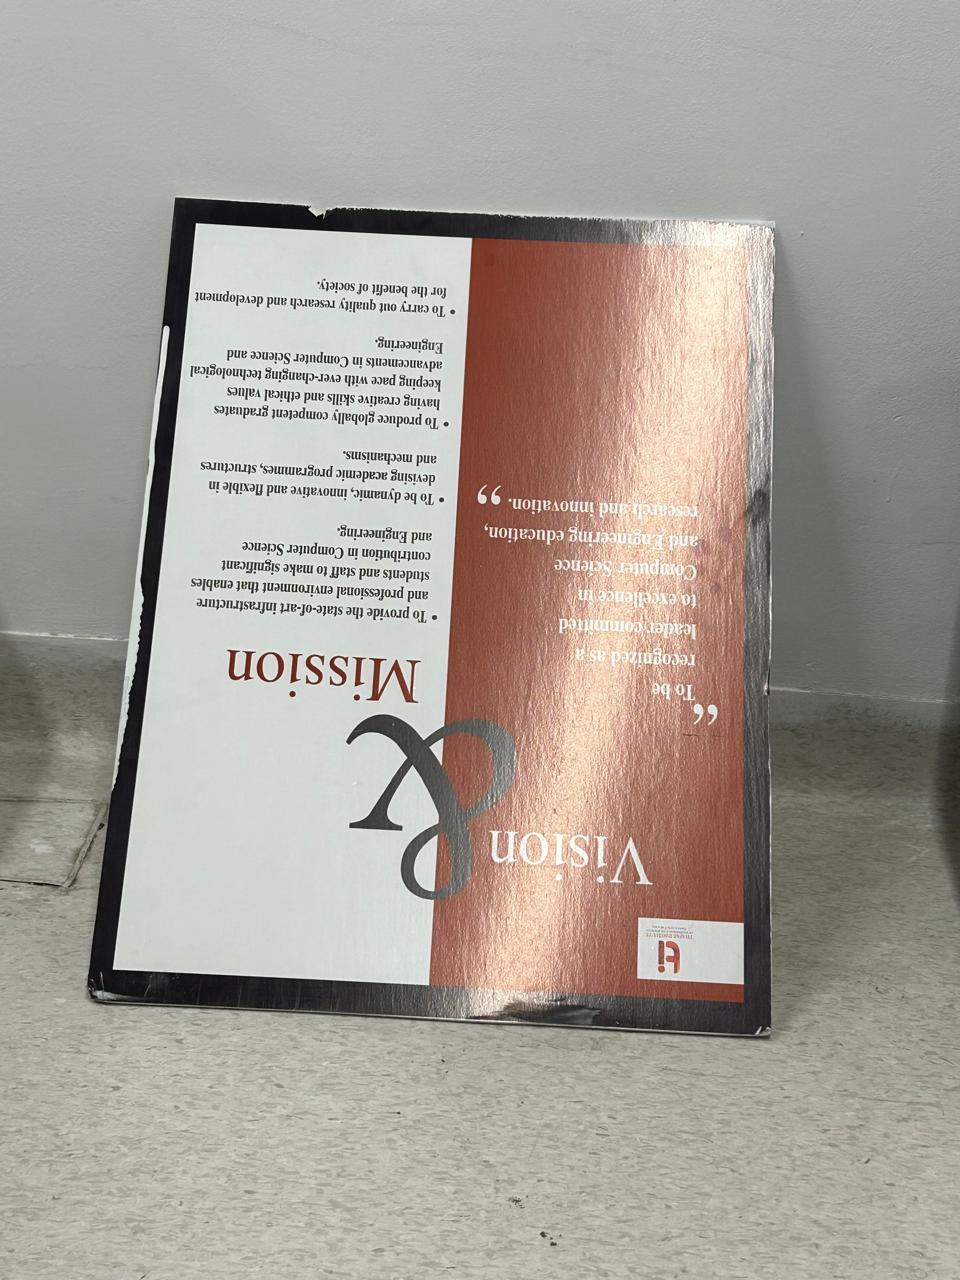 THAPAR INSTITUTE
Vision
&
Mission
“
To be
recognized as a
leader committed
to excellence in
Computer Science
and Engineering education,
research and innovation. ”
• To provide the state-of-art infrastructure
and professional environment that enables
students and staff to make significant
contribution in Computer Science
and Engineering.
• To be dynamic, innovative and flexible in
devising academic programmes, structures
and mechanisms.
• To produce globally competent graduates
having creative skills and ethical values
keeping pace with ever-changing technological
advancements in Computer Science and
Engineering.
• To carry out quality research and development
for the benefit of society.